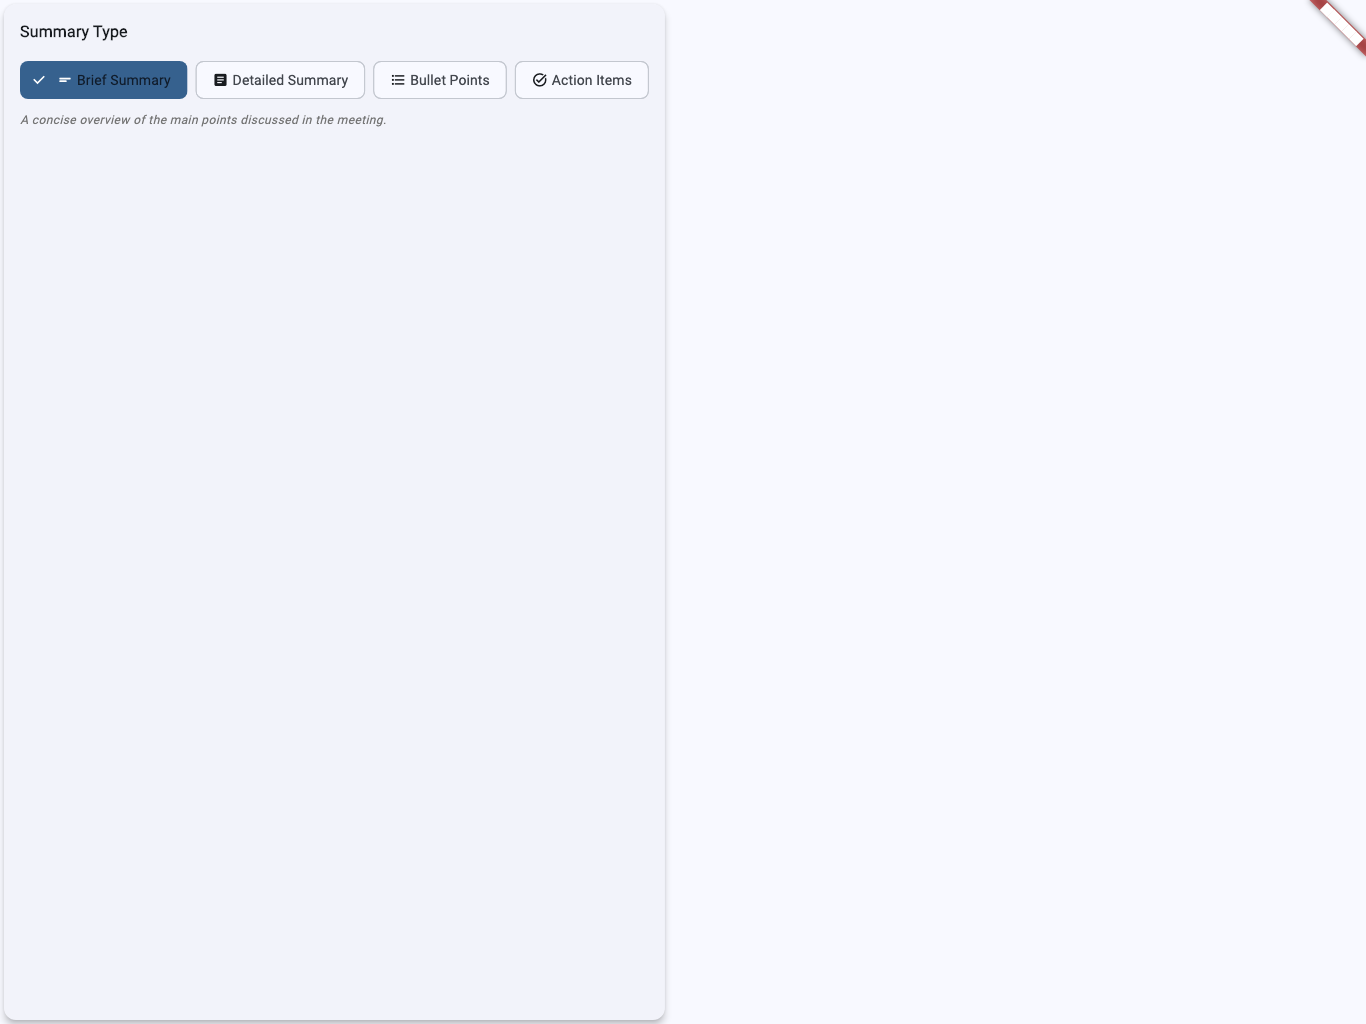 Summary Type
Brief Summary
Detailed Summary
Bullet Points
Action Items
A concise overview of the main points discussed in the meeting.